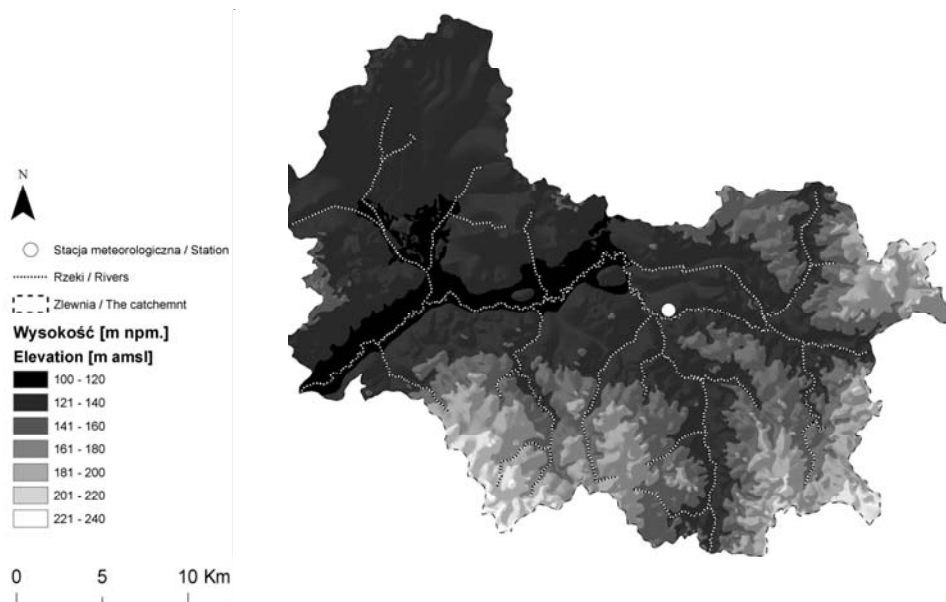 N
Stacja meteorologiczna / Station
Rzeki / Rivers
Zlewnia / The catchemnt
Wysokość [m npm.]
Elevation [m amsl]
100 - 120
121 - 140
141 - 160
161 - 180
181 - 200
201 - 220
221 - 240
0 5 10 Km